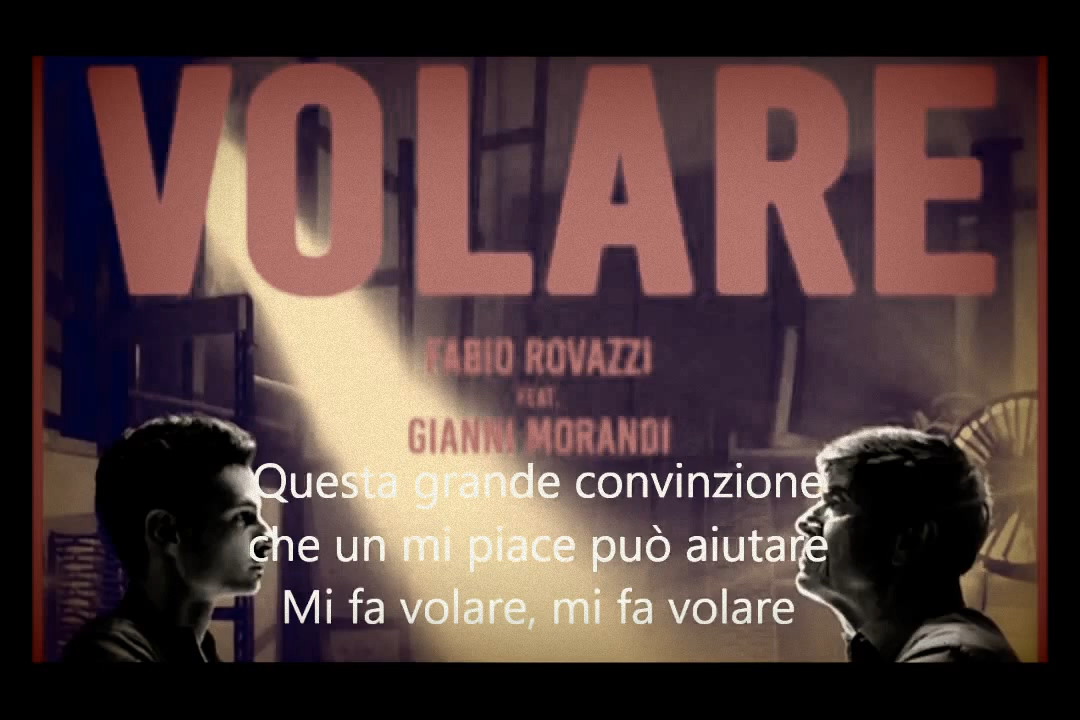 VOLARE
FABIO ROVAZZI
FEAT.
GIANNI MORANDI
Questa grande convinzione
che un mi piace può aiutare
Mi fa volare, mi fa volare